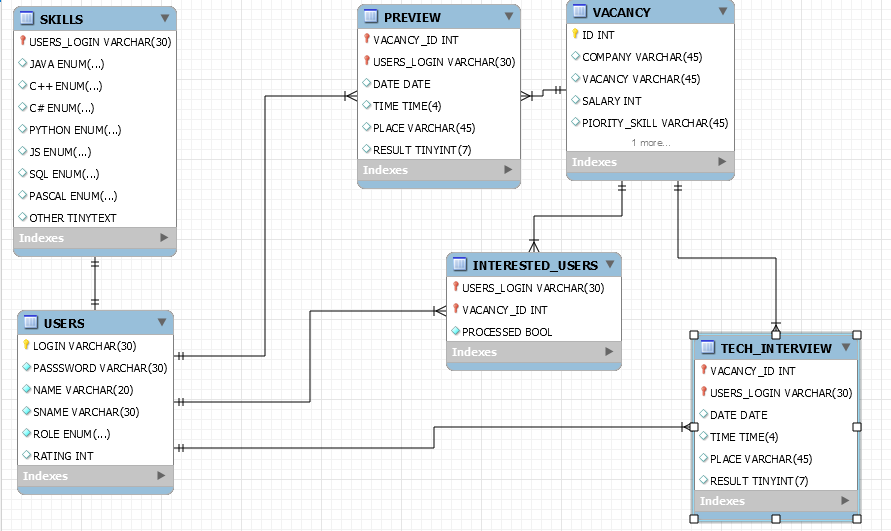 SKILLS
USERS_LOGIN VARCHAR(30)
JAVA ENUM(...)
C++ ENUM(...)
C# ENUM(...)
PYTHON ENUM(...)
JS ENUM(...)
SQL ENUM(...)
PASCAL ENUM(...)
OTHER TINYTEXT
Indexes
PREVIEW
VACANCY_ID INT
USERS_LOGIN VARCHAR(30)
DATE DATE
TIME TIME(4)
PLACE VARCHAR(45)
RESULT TINYINT(7)
Indexes
VACANCY
ID INT
COMPANY VARCHAR(45)
VACANCY VARCHAR(45)
SALARY INT
PIORITY_SKILL VARCHAR(45)
1 more...
Indexes
INTERESTED_USERS
USERS_LOGIN VARCHAR(30)
VACANCY_ID INT
PROCESSED BOOL
Indexes
USERS
LOGIN VARCHAR(30)
PASSSWORD VARCHAR(30)
NAME VARCHAR(20)
SNAME VARCHAR(30)
ROLE ENUM(...)
RATING INT
Indexes
TECH_INTERVIEW
VACANCY_ID INT
USERS_LOGIN VARCHAR(30)
DATE DATE
TIME TIME(4)
PLACE VARCHAR(45)
RESULT TINYINT(7)
Indexes